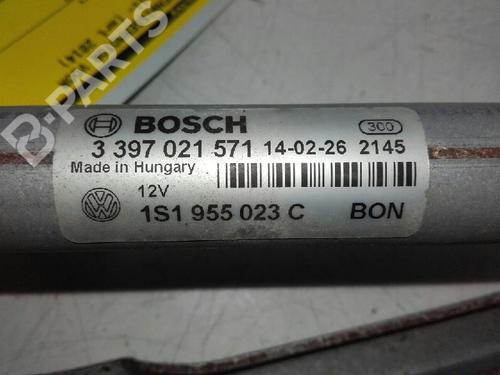 B-PARTS
BOSCH 300
3 397 021 571 14-02-26 2145
Made in Hungary
12V
1S1 955 023 C BON